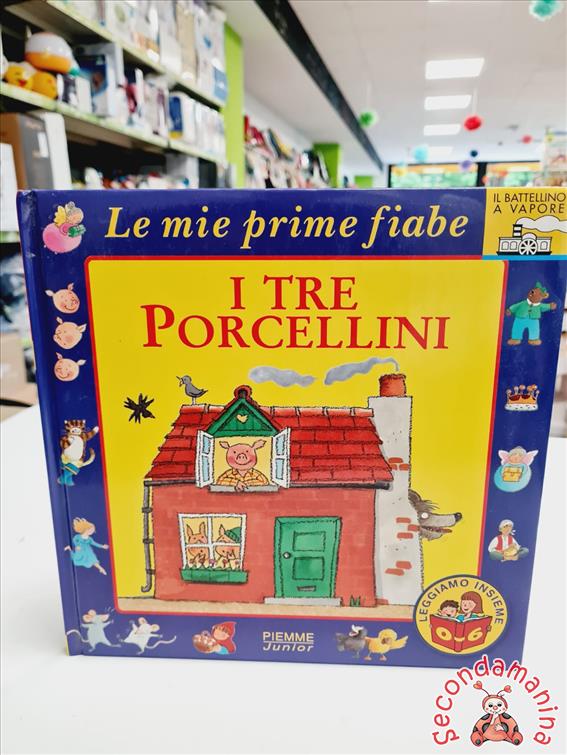 Le mie prime fiabe
IL BATTELLINO
A VAPORE
I TRE
PORCELLINI
LEGGIAMO INSIEME
0-6
PIEMME
Junior
Secondamanina